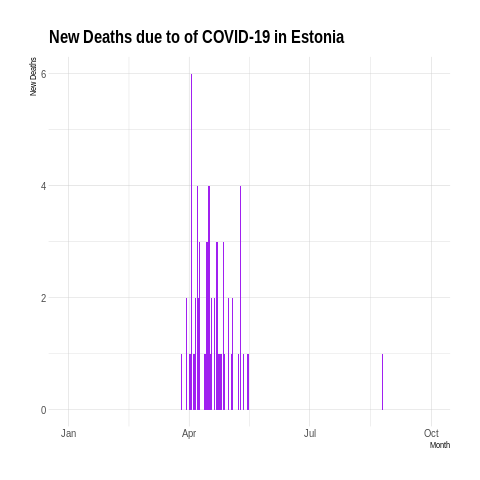 New Deaths due to of COVID-19 in Estonia
New Deaths
6
4
2
0
Jan Apr Jul Oct
Month